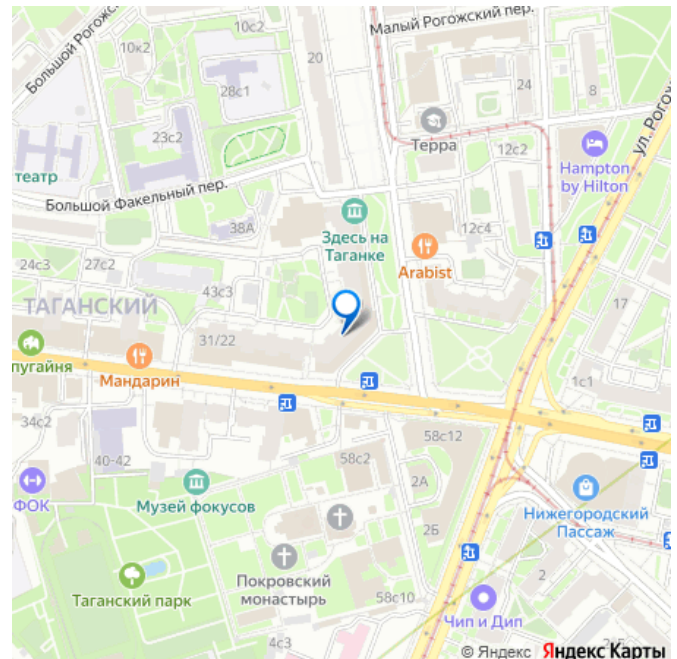 Малый Рогожский пер.
Большой Рогожск
10с2
10к2
20
28с1
24
8
Терра
ул. Рогожс
23с2
12с2
Hampton
by Hilton
театр
Большой Факельный пер.
38А
Здесь на
Таганке
12с4
Arabist
24с3
27с2
43с3
ТАГАНСКИЙ
17
31/22
пугайня
Мандарин
1с1
34с2
58с12
40-42
58с2
2А
ФОК
Музей фокусов
Нижегородский
Пассаж
2Б
Покровский
монастырь
2
Таганский парк
58с10
Чип и Дип
4с3
© Яндекс Яндекс Карты